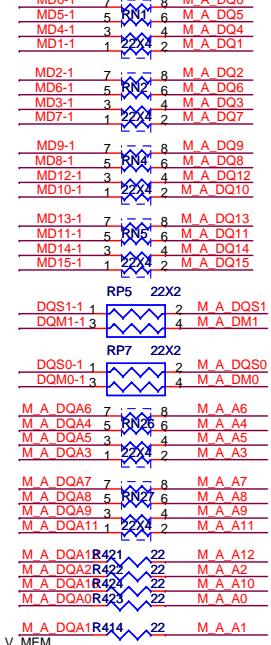 MD0-1 7 8 M_A_DQ0
MD5-1 5 RN1 6 M_A_DQ5
MD4-1 3 4 M_A_DQ4
MD1-1 1 22X4 2 M_A_DQ1
MD2-1 7 8 M_A_DQ2
MD6-1 5 RN2 6 M_A_DQ6
MD3-1 3 4 M_A_DQ3
MD7-1 1 22X4 2 M_A_DQ7
MD9-1 7 8 M_A_DQ9
MD8-1 5 RN4 6 M_A_DQ8
MD12-1 3 4 M_A_DQ12
MD10-1 1 22X4 2 M_A_DQ10
MD13-1 7 8 M_A_DQ13
MD11-1 5 RN5 6 M_A_DQ11
MD14-1 3 4 M_A_DQ14
MD15-1 1 22X4 2 M_A_DQ15
RP5 22X2
DQS1-1 1 2 M_A_DQS1
DQM1-1 3 4 M_A_DM1
RP7 22X2
DQS0-1 1 2 M_A_DQS0
DQM0-1 3 4 M_A_DM0
M_A_DQA6 7 8 M_A_A6
M_A_DQA4 5 RN26 6 M_A_A4
M_A_DQA5 3 4 M_A_A5
M_A_DQA3 1 22X4 2 M_A_A3
M_A_DQA7 7 8 M_A_A7
M_A_DQA8 5 RN27 6 M_A_A8
M_A_DQA9 3 4 M_A_A9
M_A_DQA11 1 22X4 2 M_A_A11
R421 22 M_A_A12
M_A_DQA2 R422 22 M_A_A2
R424 22 M_A_A10
M_A_DQA0 R423 22 M_A_A0
M_A_DQA1 R414 22 M_A_A1
V_MEM